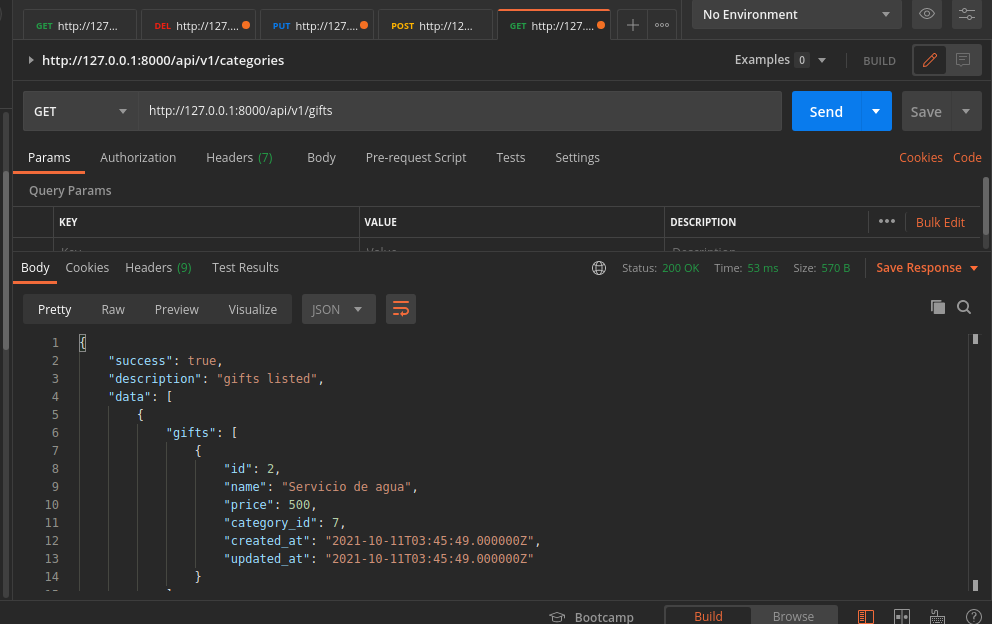 GET http://127... DEL http://127.... PUT http://127.... POST http://12... GET http://127.... No Environment
http://127.0.0.1:8000/api/v1/categories Examples 0 BUILD
GET http://127.0.0.1:8000/api/v1/gifts Send Save
Params Authorization Headers (7) Body Pre-request Script Tests Settings Cookies Code
Query Params
KEY VALUE DESCRIPTION ••• Bulk Edit
Key Value Description
Body Cookies Headers (9) Test Results Status: 200 OK Time: 53 ms Size: 570 B Save Response
Pretty Raw Preview Visualize JSON
1 {
2 "success": true,
3 "description": "gifts listed",
4 "data": [
5 {
6 "gifts": [
7 {
8 "id": 2,
9 "name": "Servicio de agua",
10 "price": 500,
11 "category_id": 7,
12 "created_at": "2021-10-11T03:45:49.000000Z",
13 "updated_at": "2021-10-11T03:45:49.000000Z"
14 }
Bootcamp Build Browse